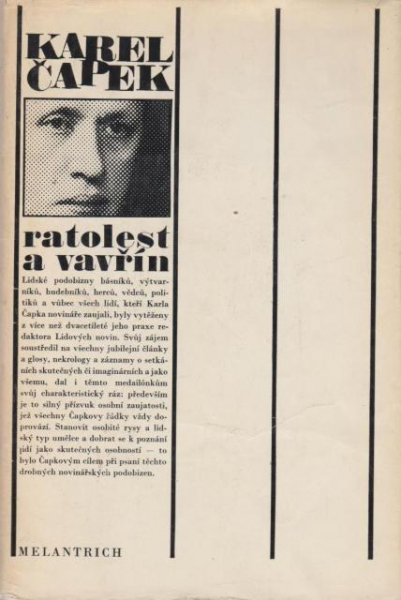 KAREL
ČAPEK
ratolest
a vavřín
Lidské podobizny básníků, výtvar-
níků, hudebníků, herců, vědců, poli-
tiků a vůbec všech lidí, kteří Karla
Čapka novináře zaujali, byly vytěženy
z více než dvacetileté jeho praxe re-
daktora Lidových novin. Svůj zájem
soustředil na všechny jubilejní články
a glosy, nekrology a záznamy o setká-
ních skutečných či imaginárních a jako
všemu, dal i těmto medailónkům
svůj charakteristický ráz: především
je to silný přízvuk osobní zaujatosti,
jež všechny Čapkovy řádky vždy do-
provází. Stanovit osobité rysy a lid-
ský typ umělce a dobrat se k poznání
lidí jako skutečných osobností — to
bylo Čapkovým cílem při psaní těchto
drobných novinářských podobizen.
MELANTRICH